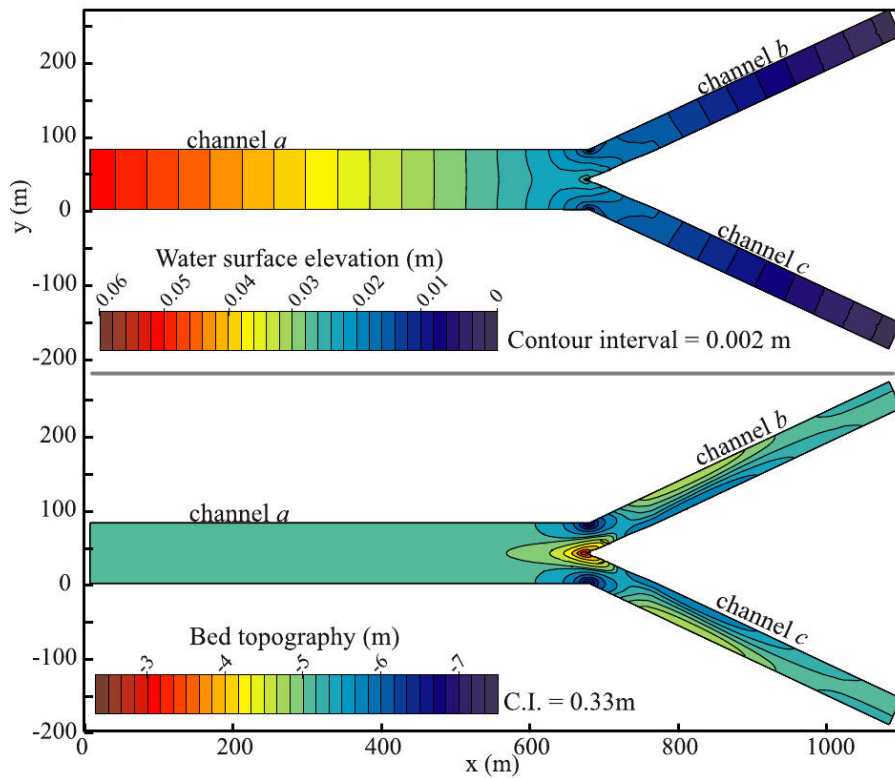 200
100
0
-100
-200
y (m)
channel a
channel b
channel c
Water surface elevation (m)
0.06 0.05 0.04 0.03 0.02 0.01 0
Contour interval = 0.002 m
200
100
0
-100
-200
y (m)
channel a
channel b
channel c
Bed topography (m)
-3 -4 -5 -6 -7
C.I. = 0.33m
0 200 400 600 800 1000
x (m)